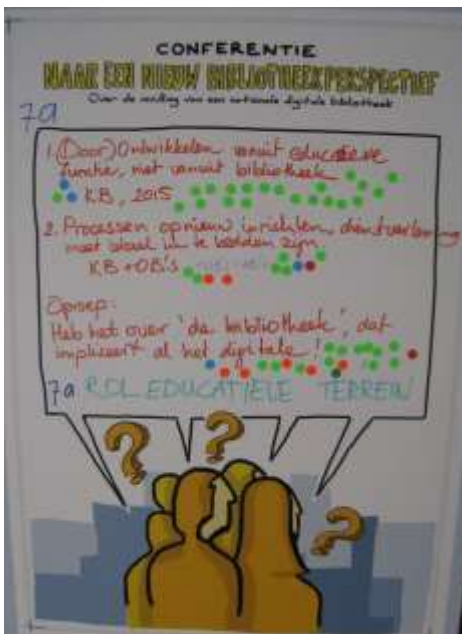 CONFERENTIE
NAAR EEN NIEUW BIBLIOTHEEKPERSPECTIEF
Over de vorming van een nationale digitale bibliotheek
7a
1. (Door) Ontwikkelen vanuit educatieve
functie, niet vanuit bibliotheek
KB, 2015
2. Processen opnieuw inrichten, dienstverlening
moet staal in te bedden zijn.
KB + OB's
Oproep:
Heb het over 'de bibliotheek', dat
impliceert al het digitale!
7a ROL EDUCATIELE TERREIN
? ? ?